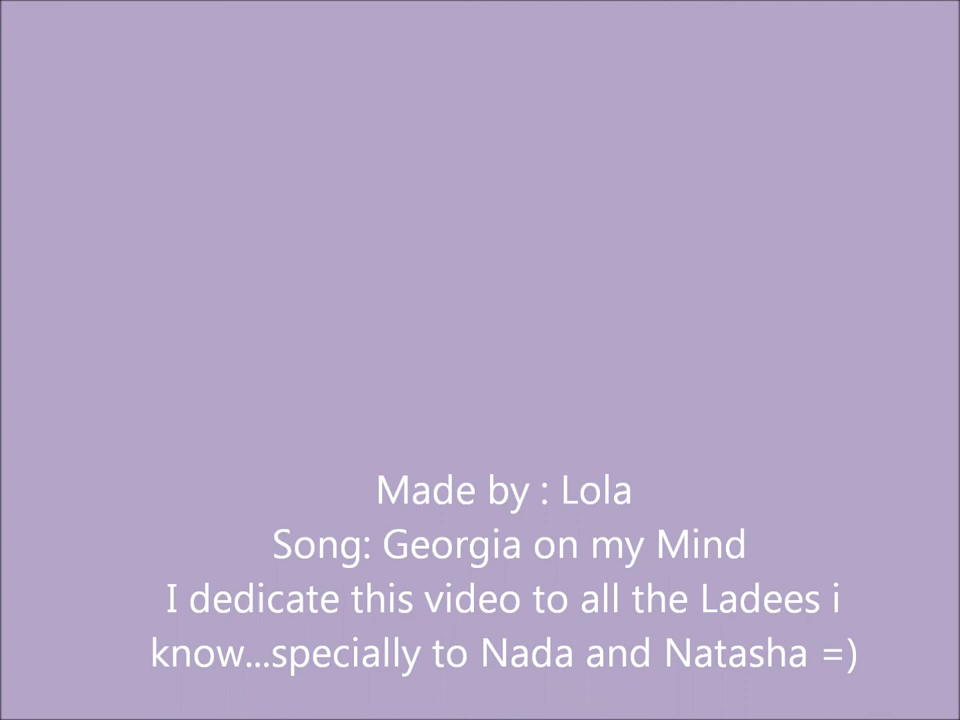 Made by : Lola
Song: Georgia on my Mind
I dedicate this video to all the Ladees i
know...specially to Nada and Natasha =)